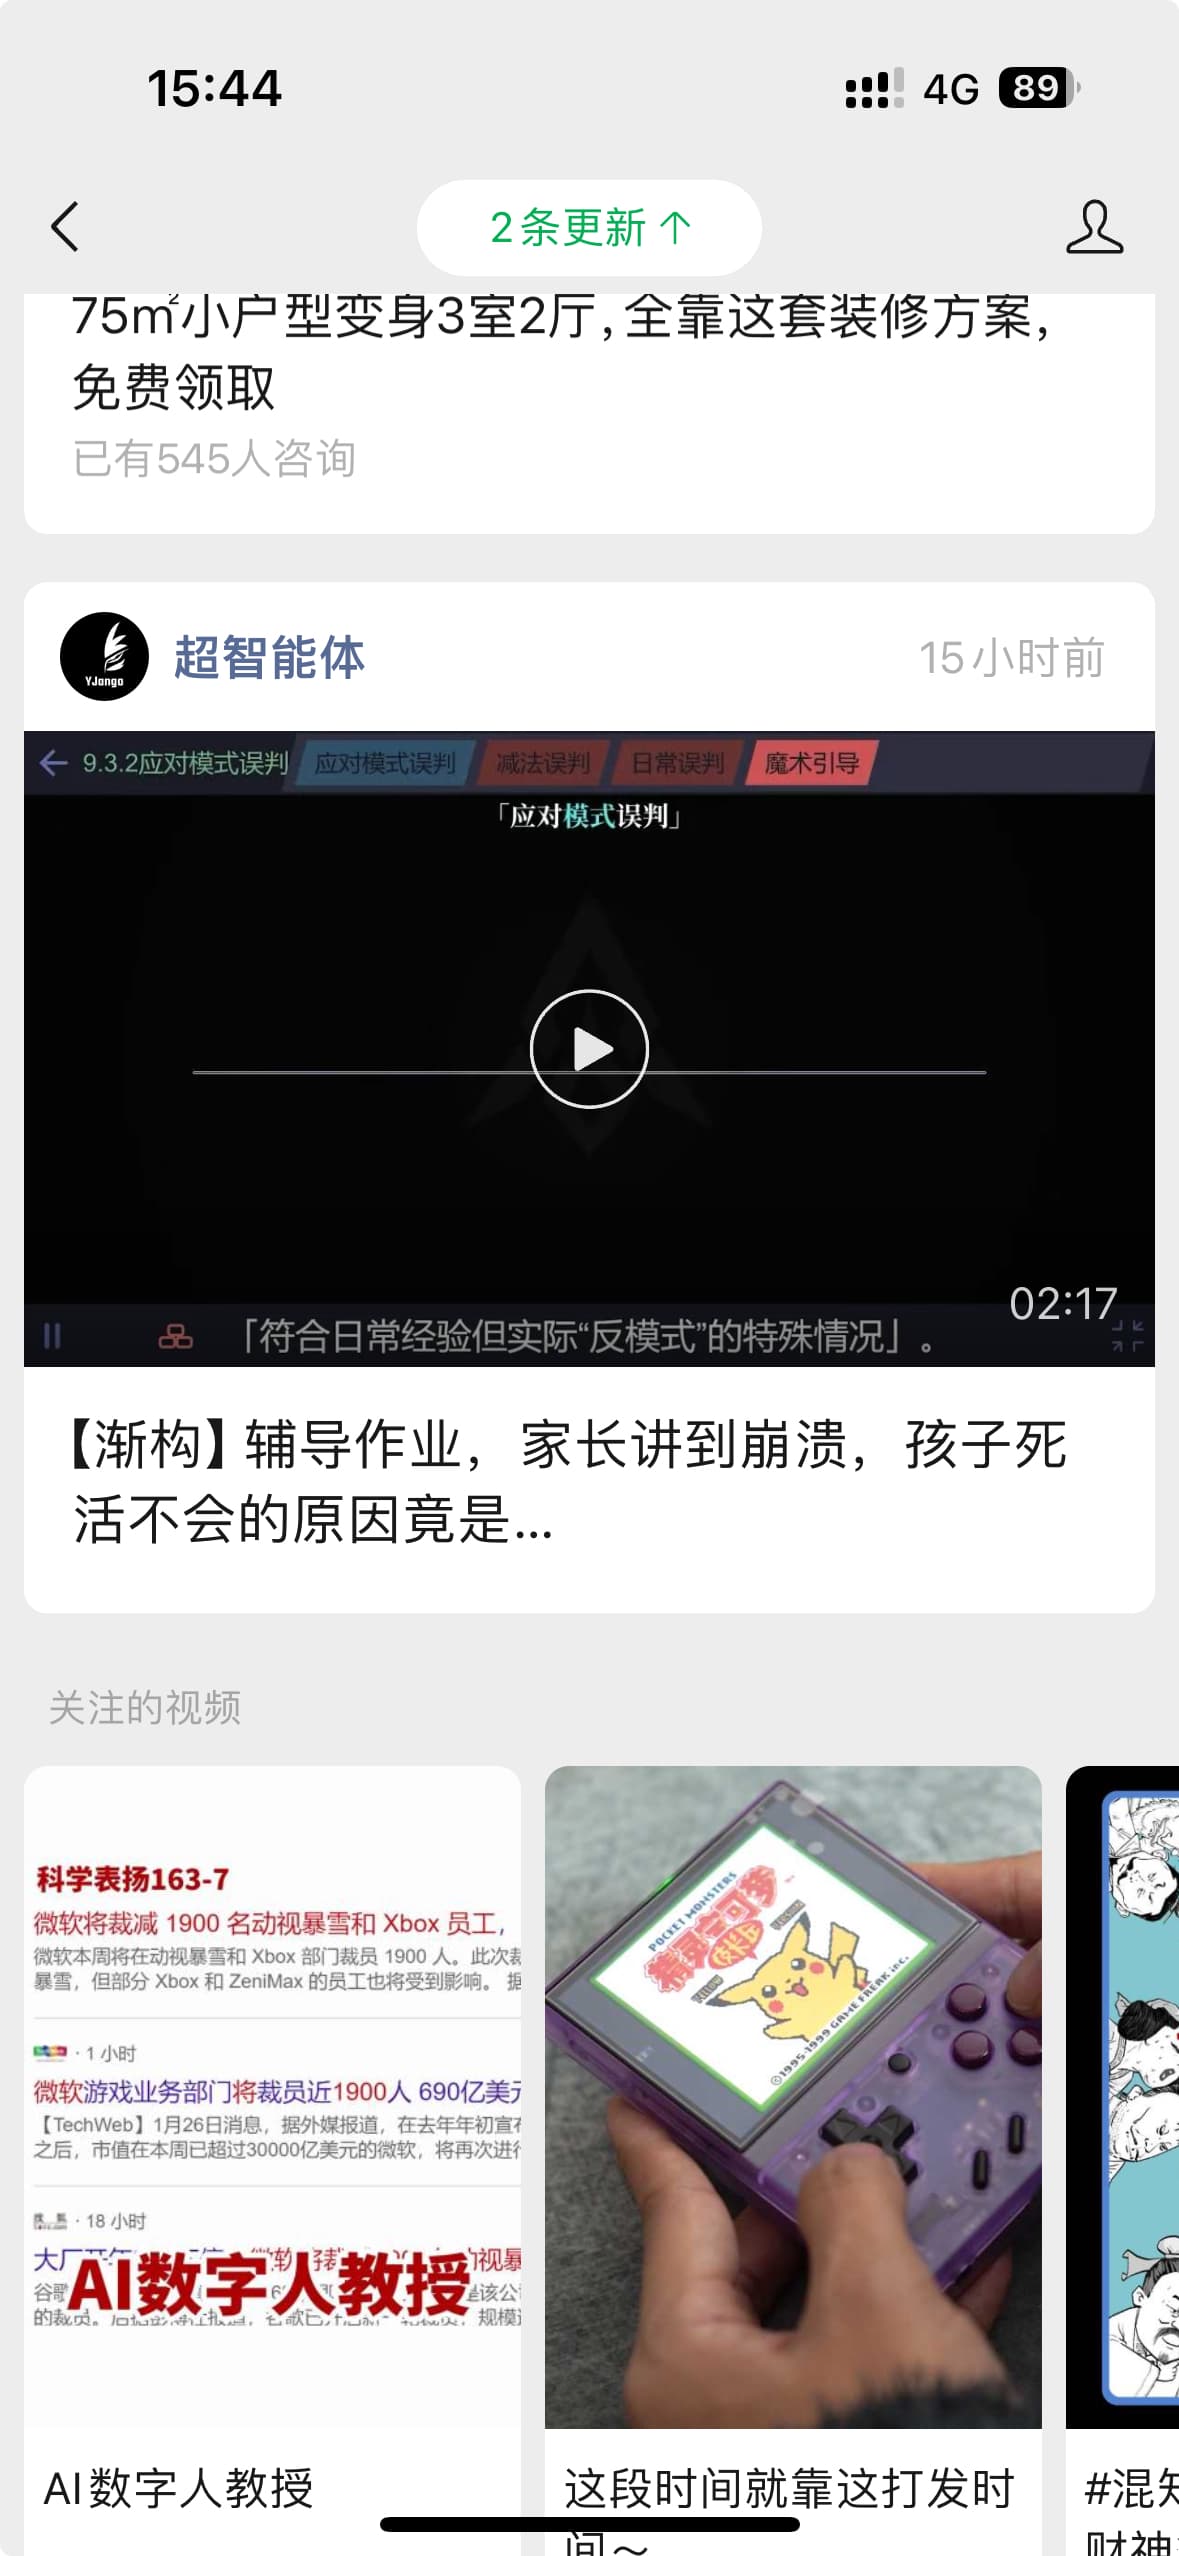 15:44
4G 89
2条更新↑
75㎡小户型变身3室2厅,全靠这套装修方案,
免费领取
已有545人咨询
YJango
超智能体
15小时前
9.3.2应对模式误判 应对模式误判 减法误判 日常误判 魔术引导
「应对模式误判」
02:17
「符合日常经验但实际“反模式”的特殊情况」。
【渐构】辅导作业，家长讲到崩溃，孩子死
活不会的原因竟是...
关注的视频
科学表扬163-7
微软将裁减 1900 名动视暴雪和 Xbox 员工，
微软本周将在动视暴雪和 Xbox 部门裁员 1900 人。此次
暴雪，但部分 Xbox 和 ZeniMax 的员工也将受到影响。
· 1 小时
微软游戏业务部门将裁员近1900人 690亿美
【TechWeb】1月26日消息，据外媒报道，在去年年初宣
之后，市值在本周已超过30000亿美元的微软，将再次进行
· 18 小时
AI数字人教授
AI数字人教授
POCKET MONSTERS
YELLOW
©1995-1999 GAME FREAK inc.
这段时间就靠这打发时
间～
#混知
财神